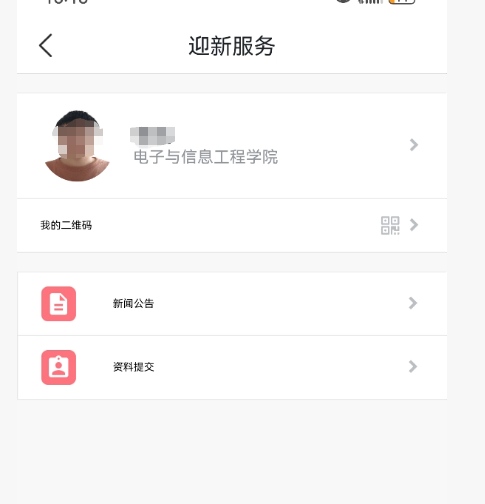 迎新服务
电子与信息工程学院
我的二维码
新闻公告
资料提交